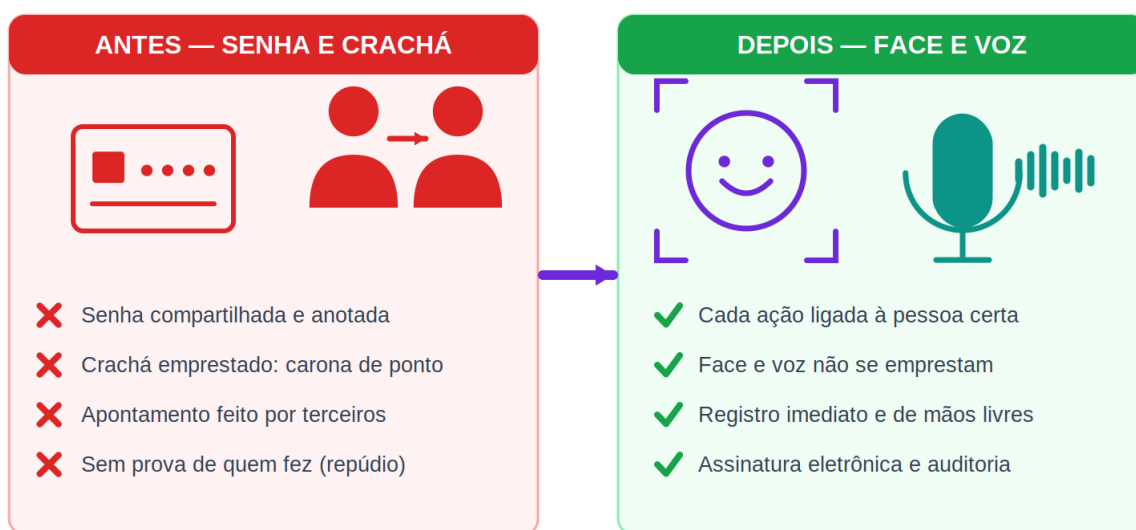 ANTES — SENHA E CRACHÁ
Senha compartilhada e anotada
Crachá emprestado: carona de ponto
Apontamento feito por terceiros
Sem prova de quem fez (repúdio)
DEPOIS — FACE E VOZ
Cada ação ligada à pessoa certa
Face e voz não se emprestam
Registro imediato e de mãos livres
Assinatura eletrônica e auditoria